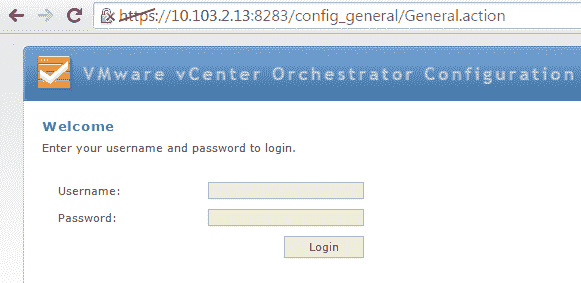 https://10.103.2.13:8283/config_general/General.action
VMware vCenter Orchestrator Configuration
Welcome
Enter your username and password to login.
Username:
Password:
Login